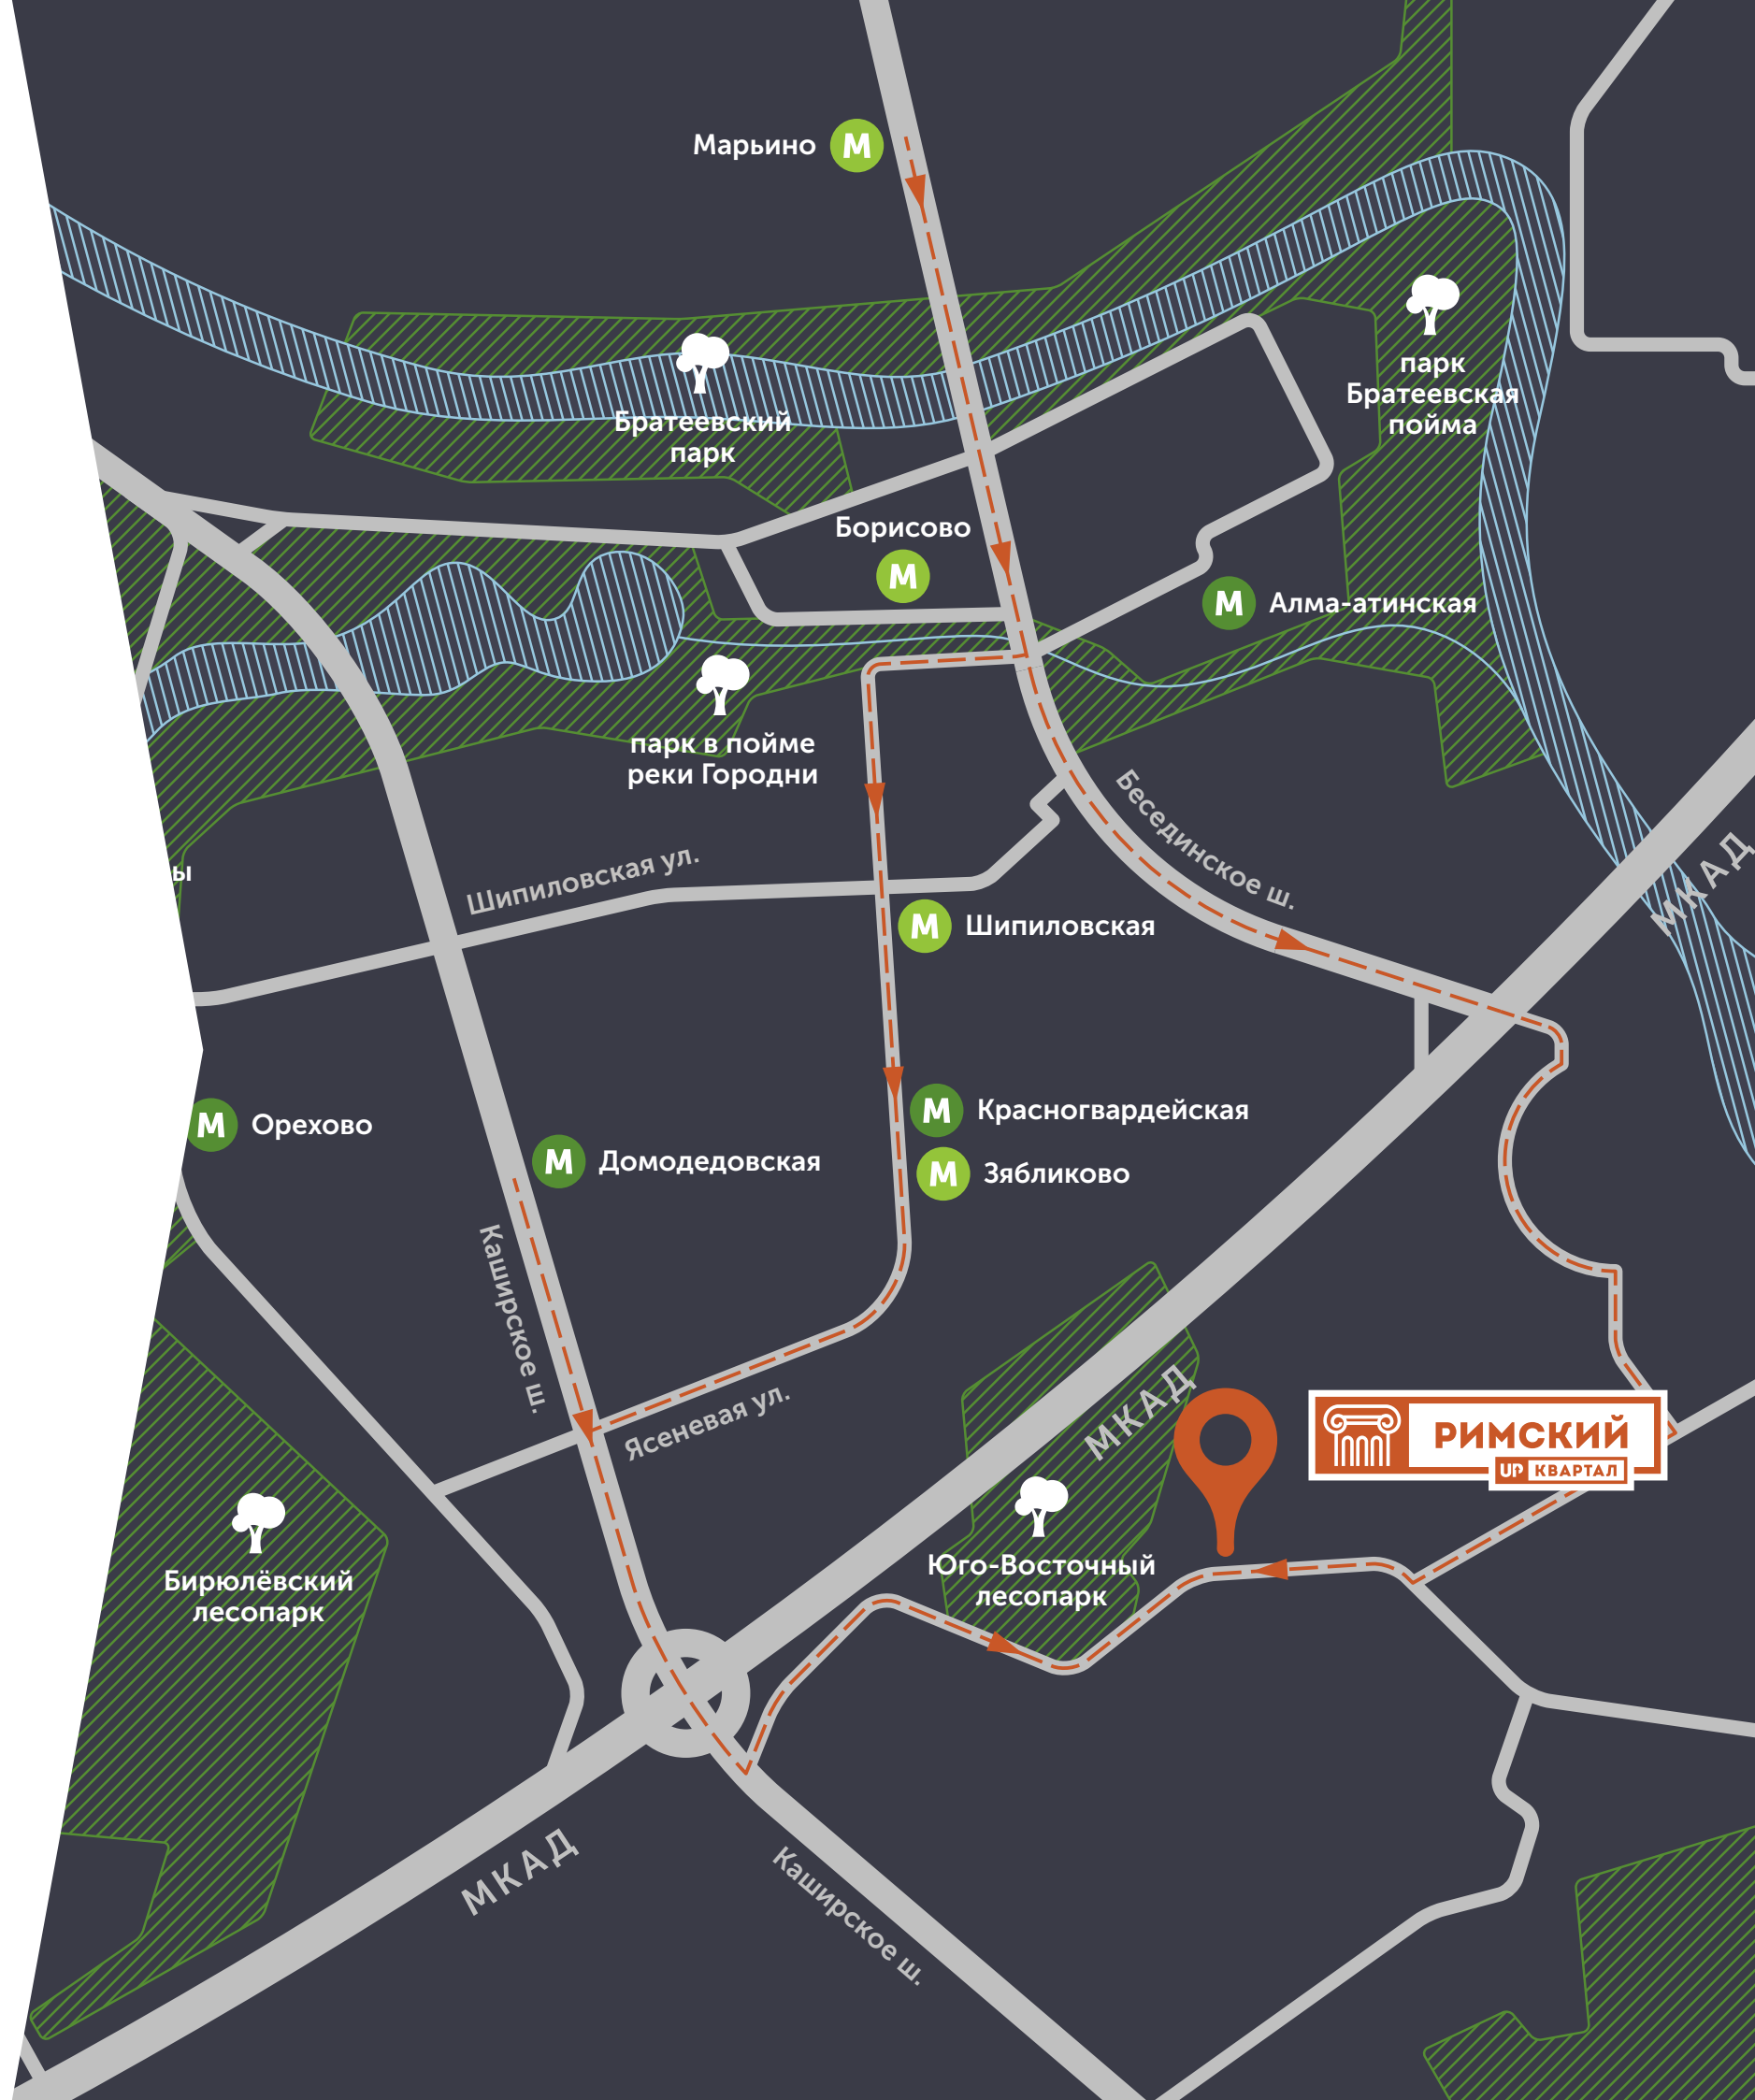 Марьино
М
парк
Братеевская
пойма
Братеевский
парк
Борисово
М
М
Алма-атинская
парк в пойме
реки Городни
Бесединское ш.
МКАД
Шипиловская ул.
ы
М
Шипиловская
М
Орехово
М
Красногвардейская
М
Домодедовская
М
Зябликово
Каширское ш.
Ясеневая ул.
МКАД
РИМСКИЙ
UP КВАРТАЛ
Юго-Восточный
лесопарк
Бирюлёвский
лесопарк
МКАД
Каширское ш.